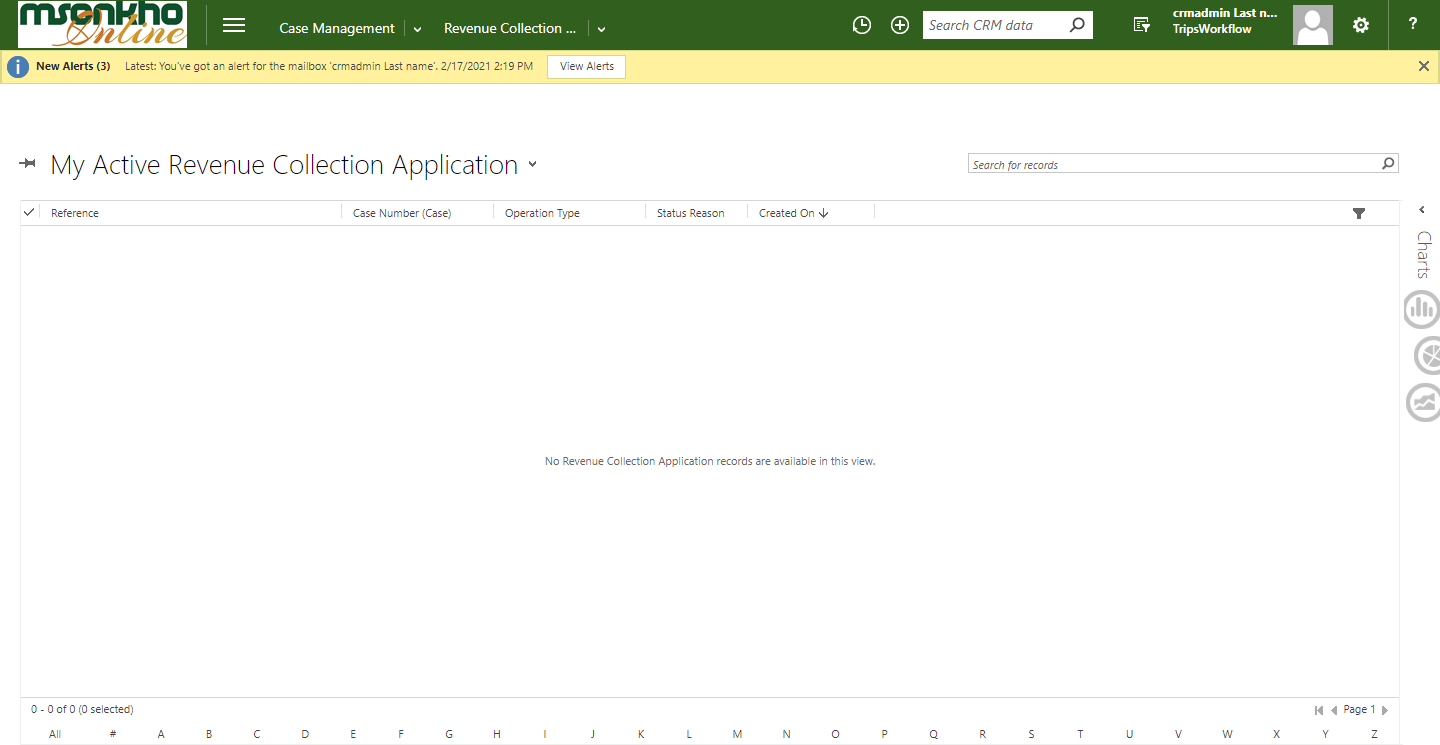 msonkho
Online
Case Management
Revenue Collection ...
Search CRM data
crmadmin Last n...
TripsWorkflow
?
New Alerts (3) Latest: You've got an alert for the mailbox 'crmadmin Last name'. 2/17/2021 2:19 PM View Alerts
My Active Revenue Collection Application
Search for records
Reference Case Number (Case) Operation Type Status Reason Created On
Charts
No Revenue Collection Application records are available in this view.
0 - 0 of 0 (0 selected)
Page 1
All # A B C D E F G H I J K L M N O P Q R S T U V W X Y Z